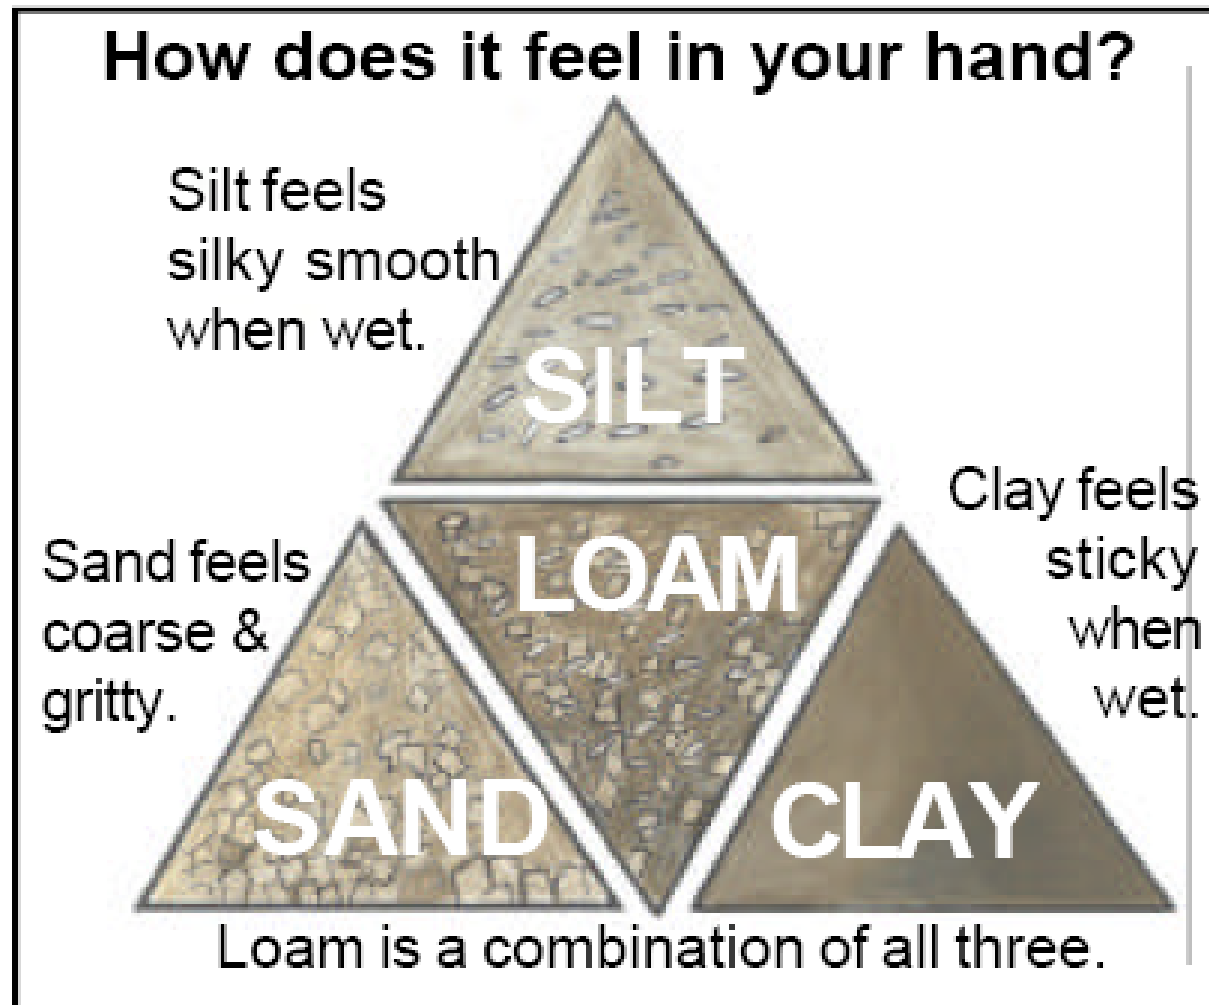 How does it feel in your hand?
Silt feels
silky smooth
when wet.
SILT
Clay feels
sticky
when
wet.
LOAM
Sand feels
coarse &
gritty.
SAND
CLAY
Loam is a combination of all three.